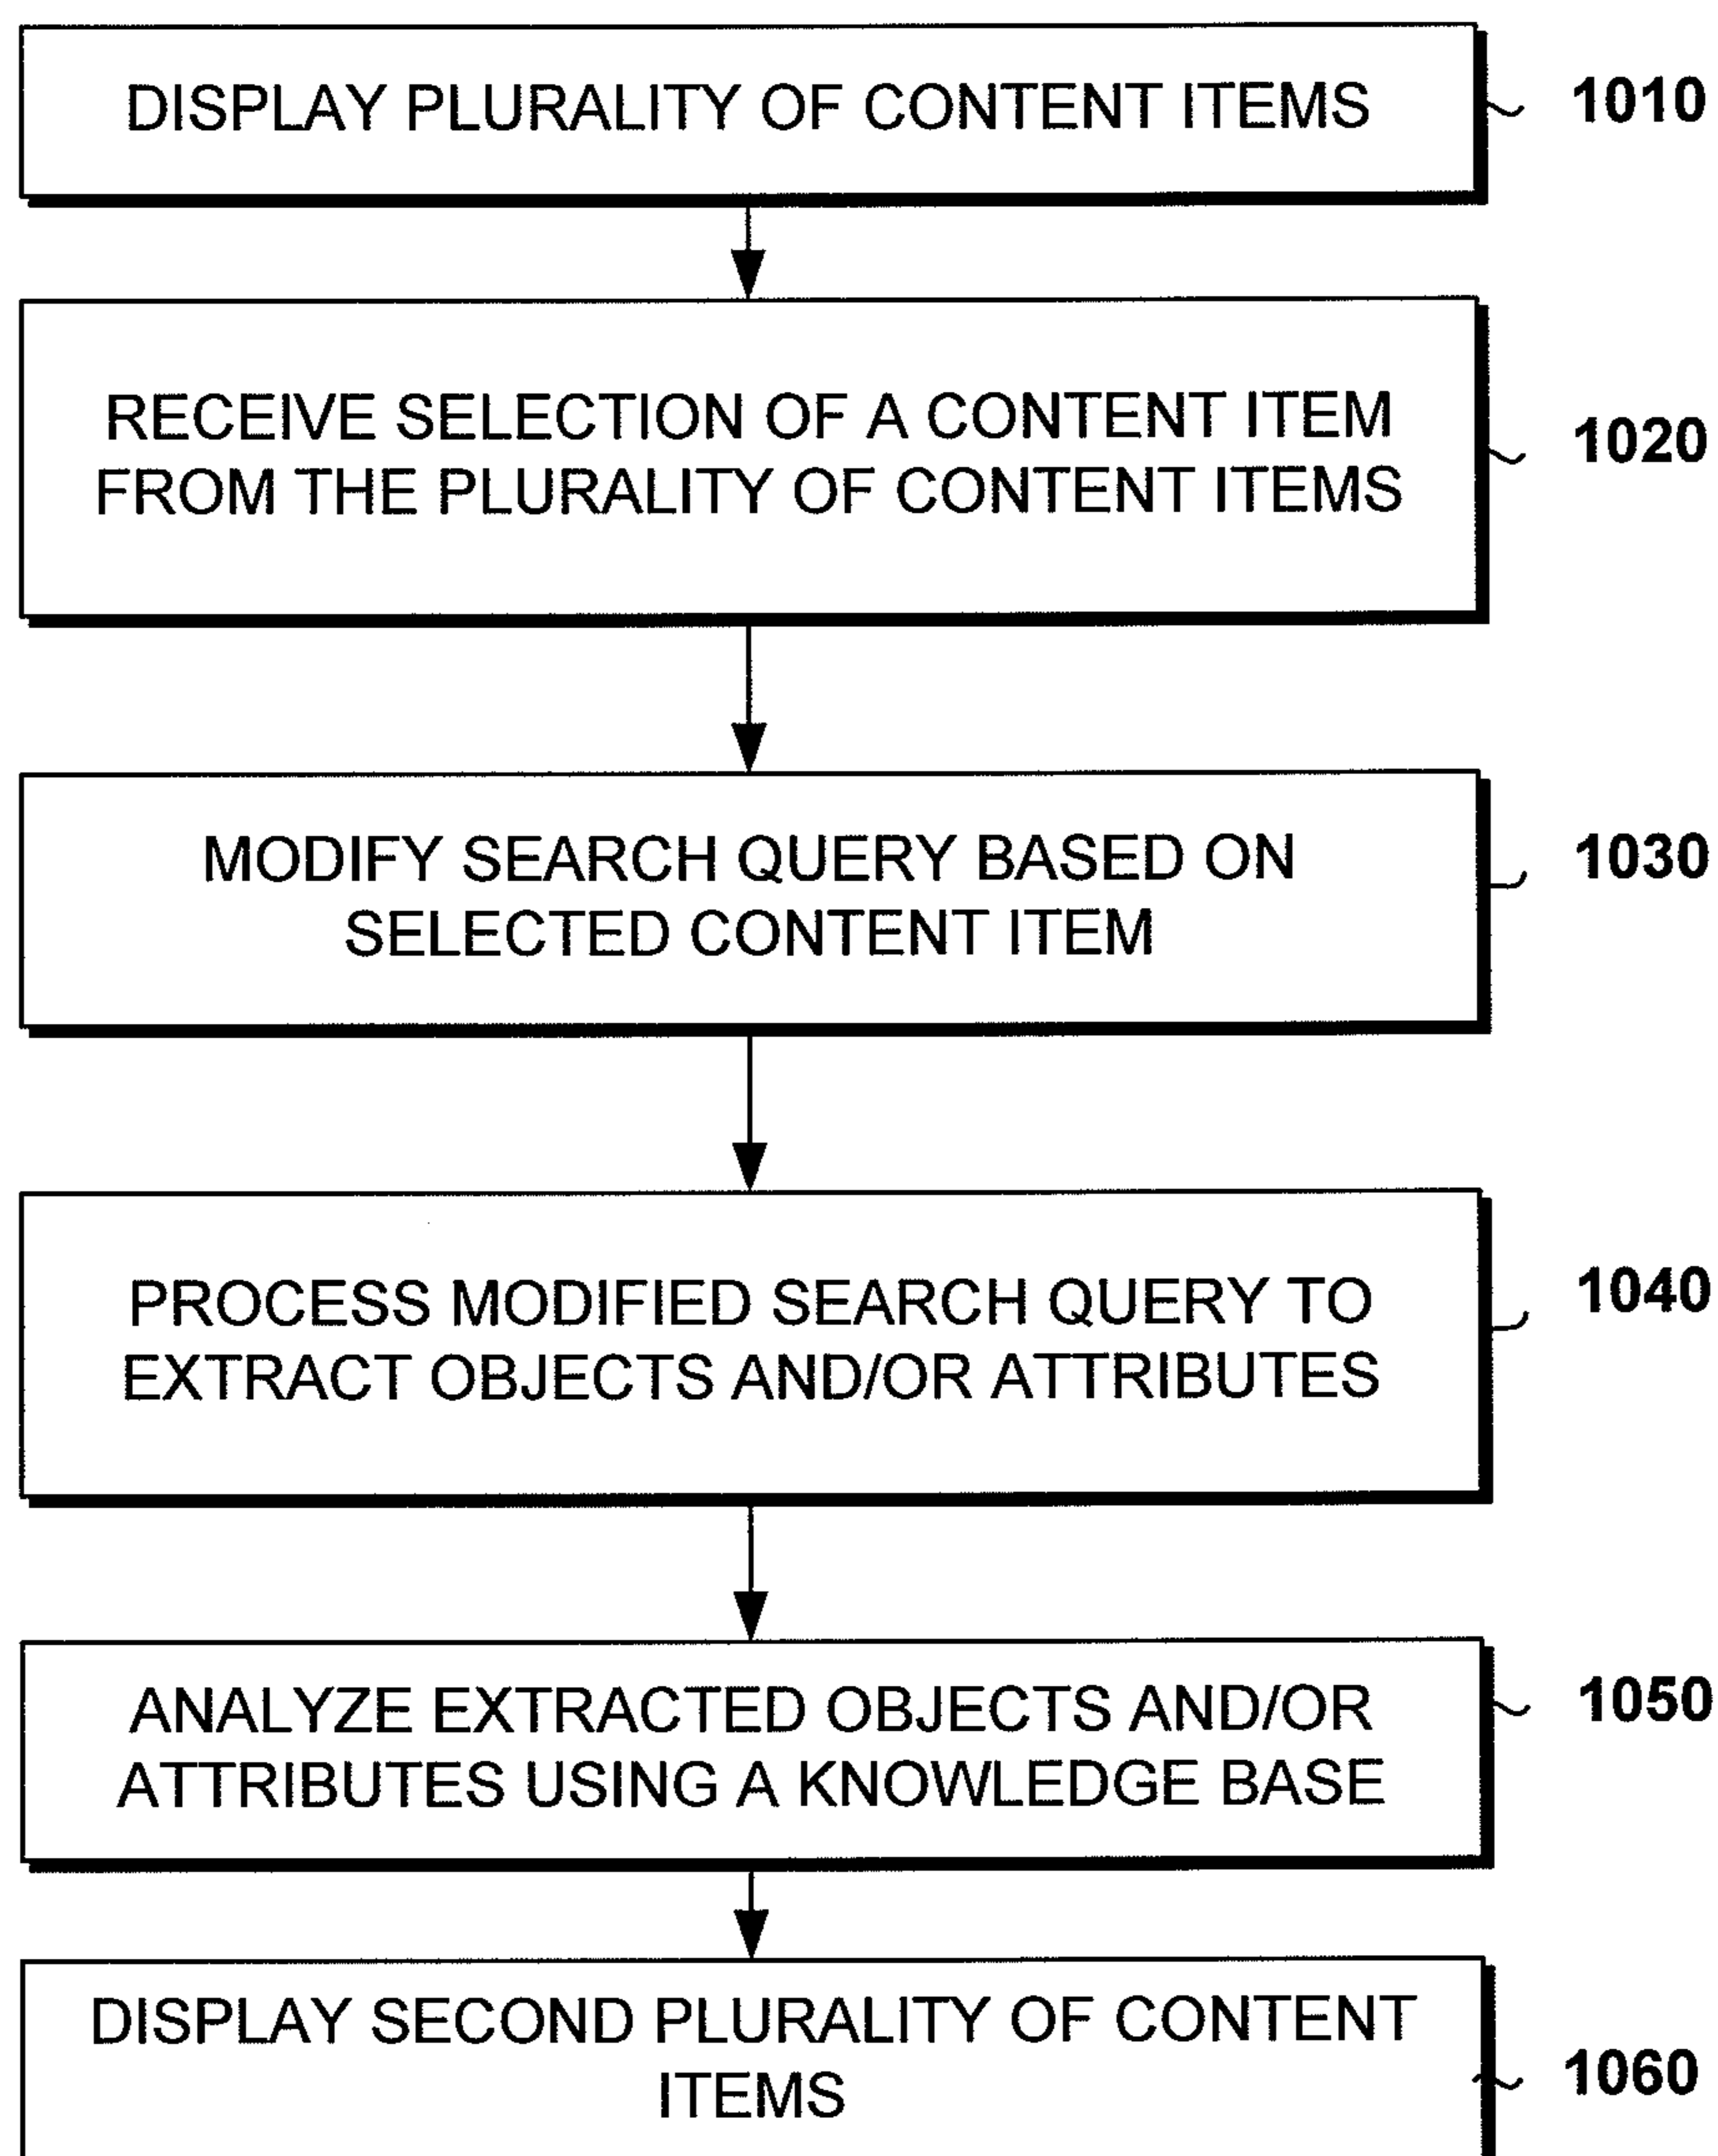 DISPLAY PLURALITY OF CONTENT ITEMS
1010
RECEIVE SELECTION OF A CONTENT ITEM
FROM THE PLURALITY OF CONTENT ITEMS
1020
MODIFY SEARCH QUERY BASED ON
SELECTED CONTENT ITEM
1030
PROCESS MODIFIED SEARCH QUERY TO
EXTRACT OBJECTS AND/OR ATTRIBUTES
1040
ANALYZE EXTRACTED OBJECTS AND/OR
ATTRIBUTES USING A KNOWLEDGE BASE
1050
DISPLAY SECOND PLURALITY OF CONTENT
ITEMS
1060